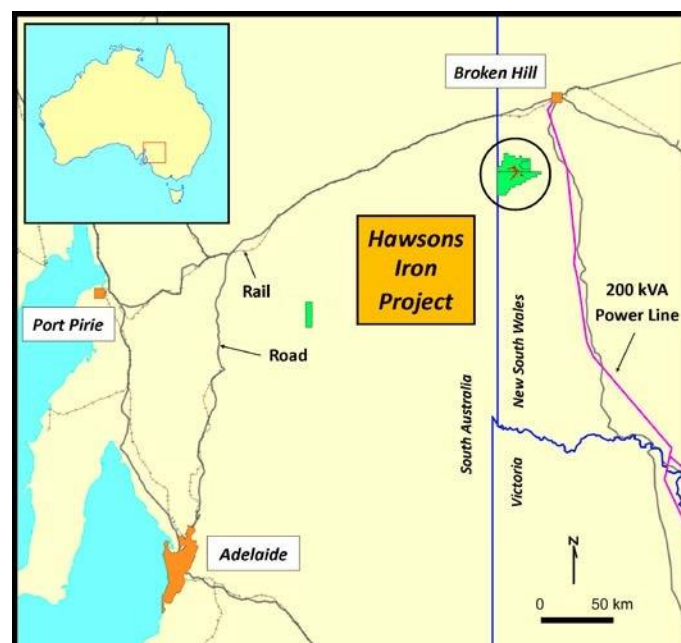 Broken Hill
Hawsons
Iron
Project
Rail
Port Pirie
Road
200 kVA
Power Line
South Australia
New South Wales
Victoria
Adelaide
N
0 50 km